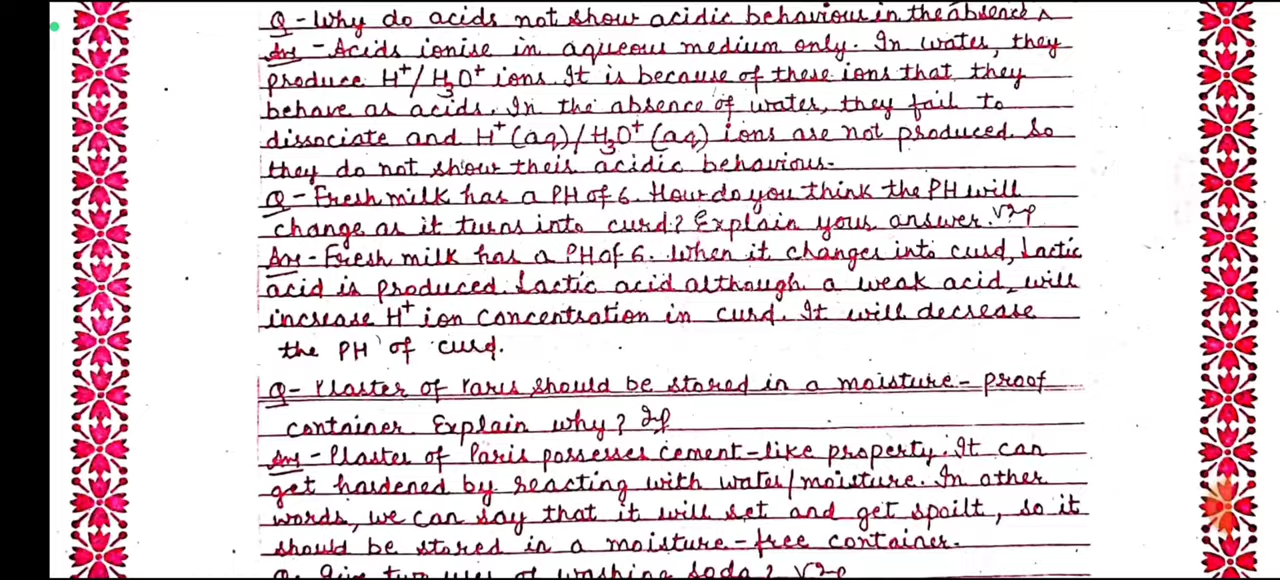 Q - Why do acids not show acidic behaviour in the absence
Ans - Acids ionise in aqueous medium only. In water, they
produce H⁺/H₃O⁺ ions. It is because of these ions that they
behave as acids. In the absence of water, they fail to
dissociate and H⁺(aq)/H₃O⁺(aq) ions are not produced. So
they do not show their acidic behaviour.
Q - Fresh milk has a PH of 6. How do you think the PH will
change as it turns into curd? Explain your answer.
Ans - Fresh milk has a PH of 6. When it changes into curd, Lactic
acid is produced. Lactic acid although a weak acid, will
increase H⁺ ion concentration in curd. It will decrease
the PH of curd.
Q - Plaster of Paris should be stored in a moisture-proof
container Explain why?
Ans - Plaster of Paris possesses cement-like property. It can
get hardened by reacting with water/moisture. In other
words, we can say that it will set and get spoilt, so it
should be stored in a moisture-free container.
Q. Give two uses of washing soda?